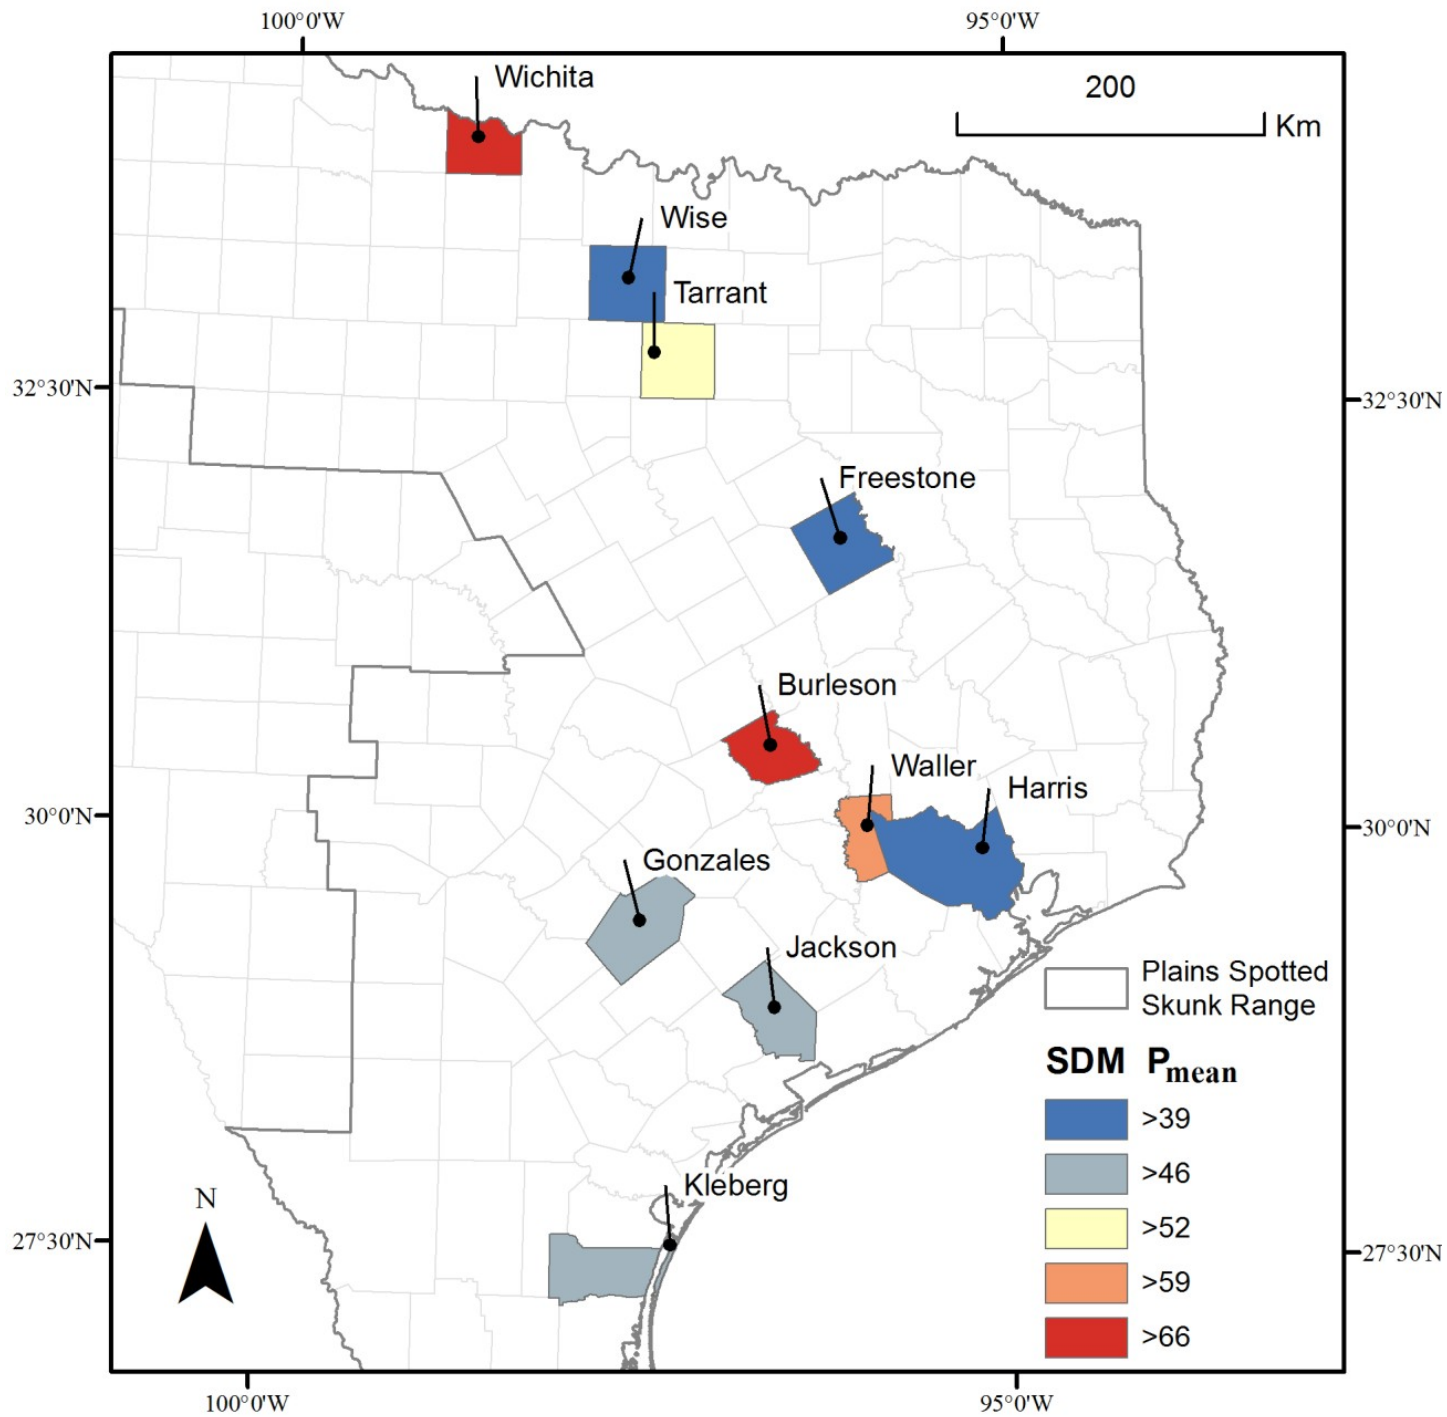 100°0'W
95°0'W
Wichita
200
Km
Wise
Tarrant
32°30'N
32°30'N
Freestone
Burleson
Waller
Harris
30°0'N
30°0'N
Gonzales
Jackson
Plains Spotted
Skunk Range
SDM Pmean
>39
>46
>52
>59
>66
Kleberg
N
27°30'N
27°30'N
100°0'W
95°0'W